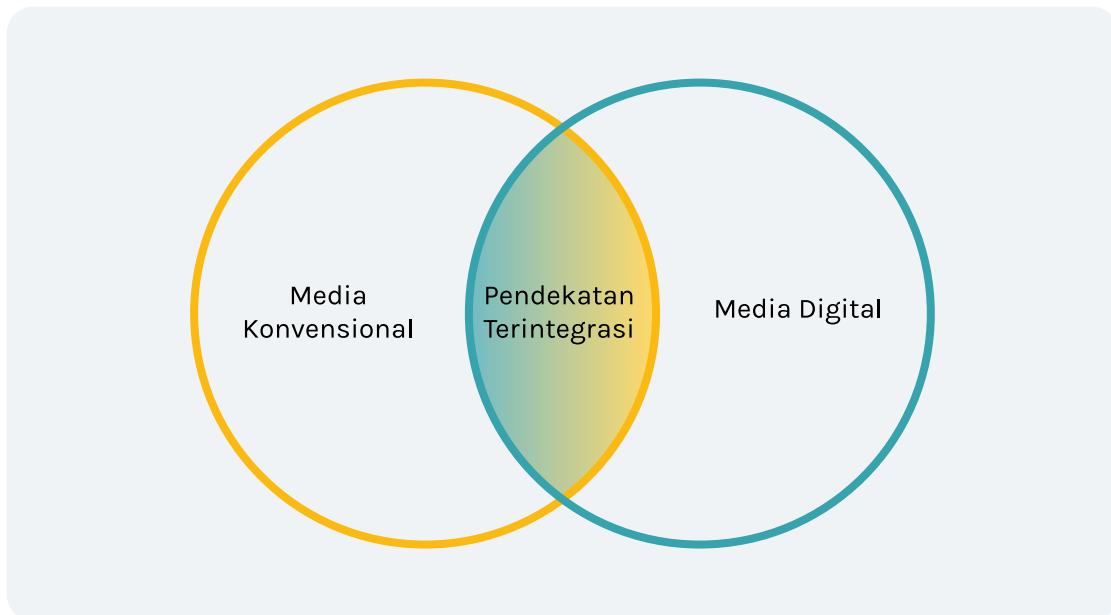 Media
Konvensional
Pendekatan
Terintegrasi
Media Digital